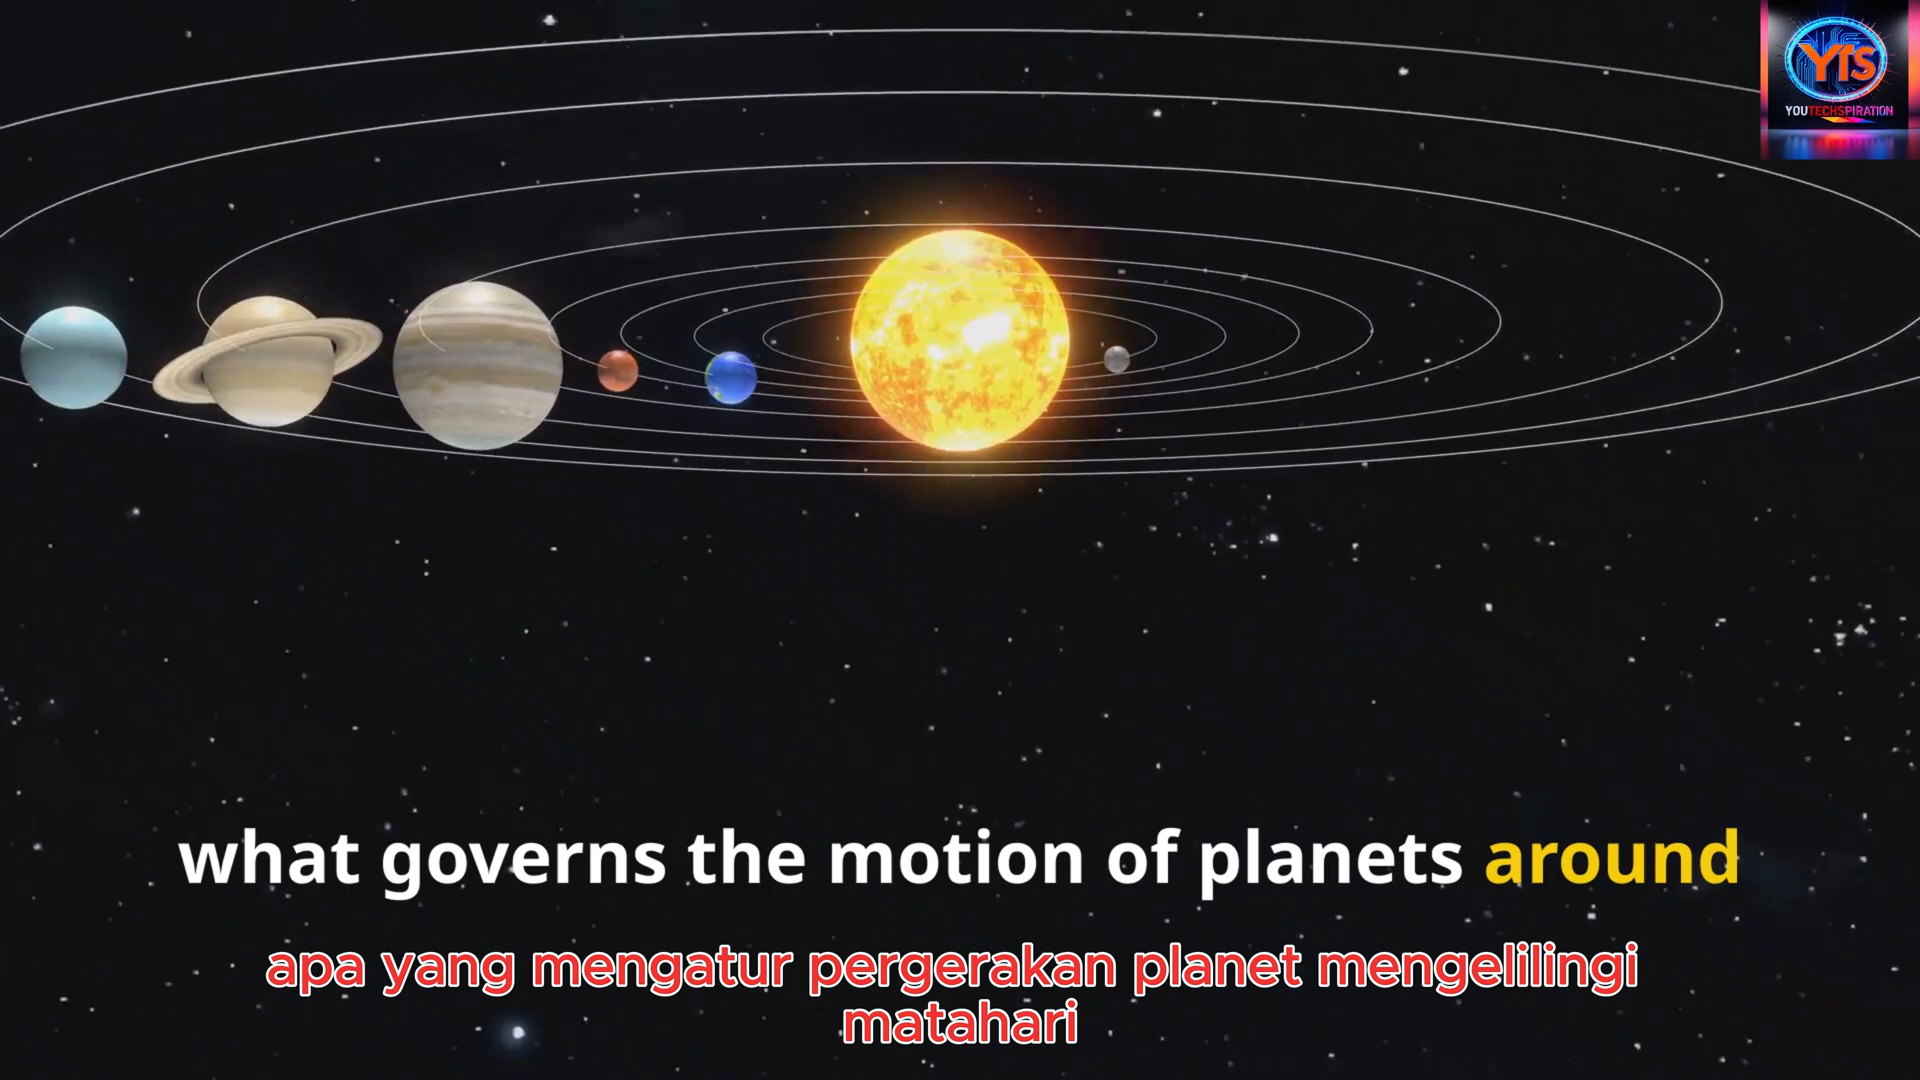 YTS
YOUTECHSPIRATION
what governs the motion of planets around
apa yang mengatur pergerakan planet mengelilingi
matahari